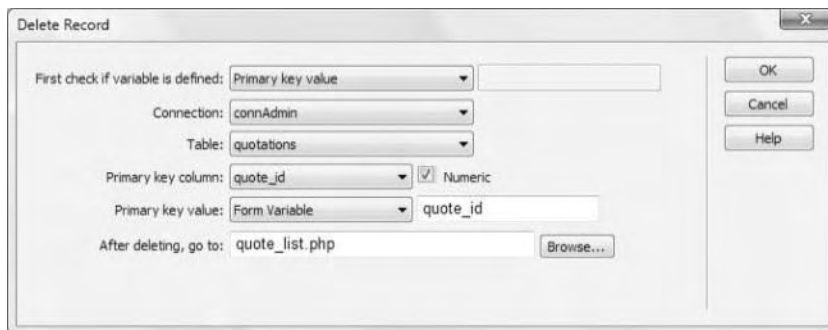 Delete Record
First check if variable is defined: Primary key value
OK
Connection: connAdmin
Cancel
Table: quotations
Help
Primary key column: quote_id Numeric
Primary key value: Form Variable quote_id
After deleting, go to: quote_list.php Browse...